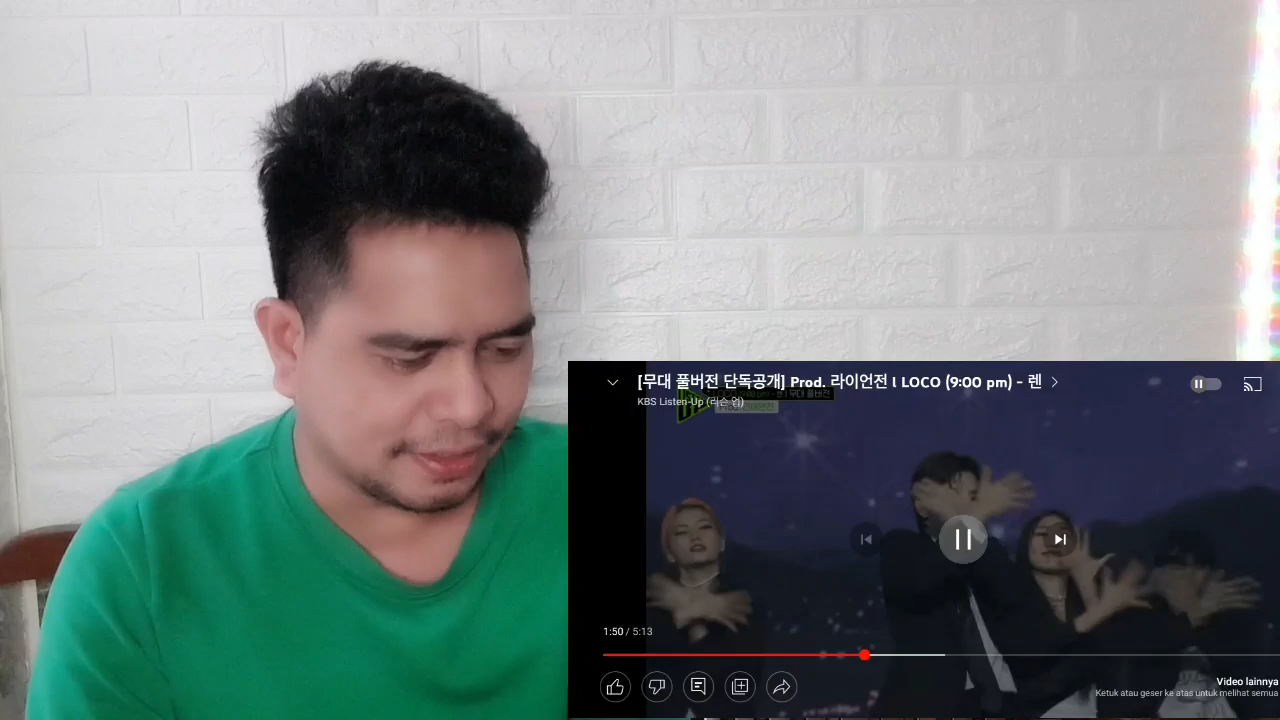 [무대 풀버전 단독공개] Prod. 라이언전 l LOCO (9:00 pm) - 렌
KBS Listen-Up (리슨 업)
1:50 / 5:13
Video lainnya
Ketuk atau geser ke atas untuk melihat semua